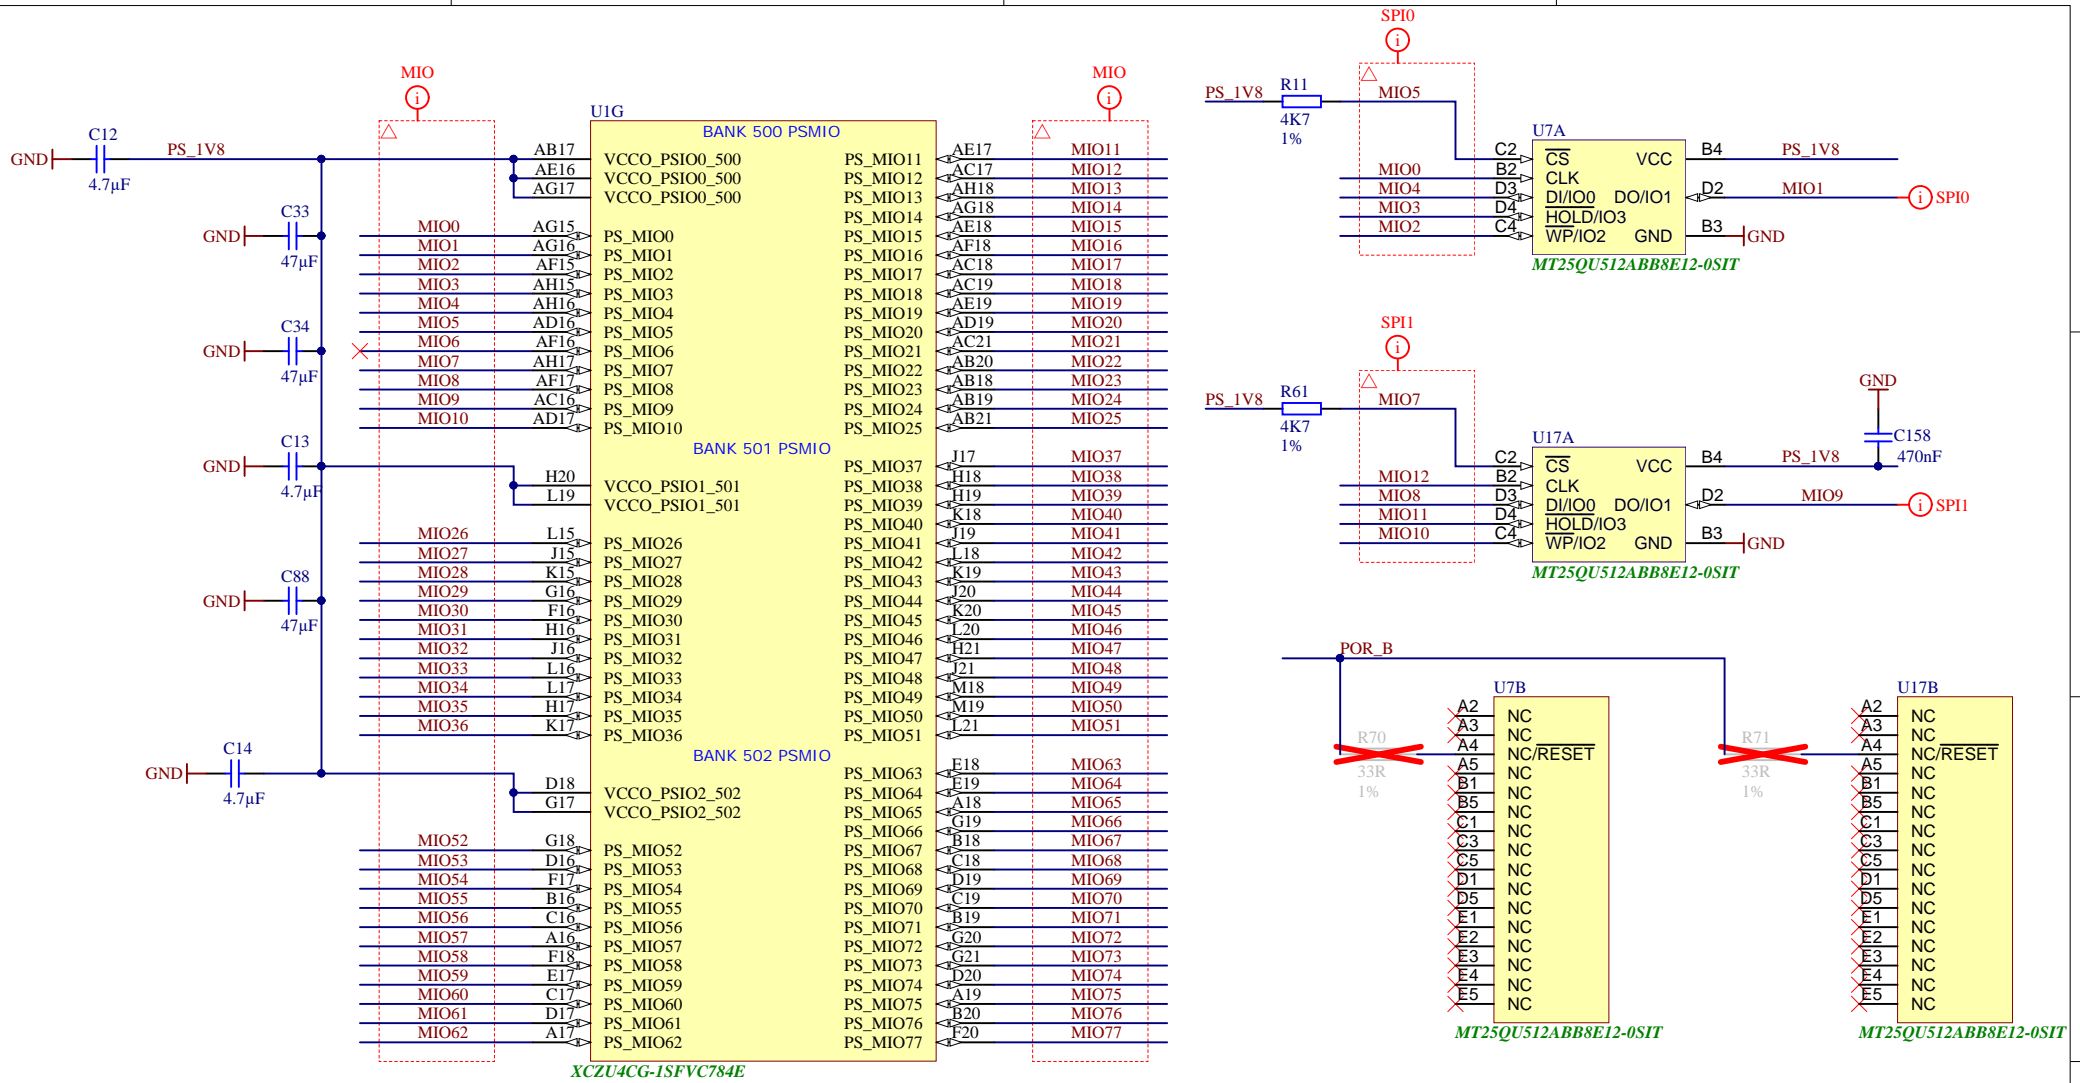 SPI0
MIO
MIO
C12
PS_1V8
GND
4.7µF
C33
GND
47µF
C34
GND
47µF
C13
GND
4.7µF
C88
GND
47µF
C14
GND
4.7µF
U1G
BANK 500 PSMIO
AB17 VCCO_PSIO0_500
AE16 VCCO_PSIO0_500
AG17 VCCO_PSIO0_500
MIO0 AG15 PS_MIO0
MIO1 AG16 PS_MIO1
MIO2 AF15 PS_MIO2
MIO3 AH15 PS_MIO3
MIO4 AH16 PS_MIO4
MIO5 AD16 PS_MIO5
MIO6 AF16 PS_MIO6
MIO7 AH17 PS_MIO7
MIO8 AF17 PS_MIO8
MIO9 AC16 PS_MIO9
MIO10 AD17 PS_MIO10
PS_MIO11 AE17 MIO11
PS_MIO12 AC17 MIO12
PS_MIO13 AH18 MIO13
PS_MIO14 AG18 MIO14
PS_MIO15 AE18 MIO15
PS_MIO16 AF18 MIO16
PS_MIO17 AC18 MIO17
PS_MIO18 AC19 MIO18
PS_MIO19 AE19 MIO19
PS_MIO20 AD19 MIO20
PS_MIO21 AC21 MIO21
PS_MIO22 AB20 MIO22
PS_MIO23 AB18 MIO23
PS_MIO24 AB19 MIO24
PS_MIO25 AB21 MIO25
BANK 501 PSMIO
H20 VCCO_PSIO1_501
L19 VCCO_PSIO1_501
MIO26 L15 PS_MIO26
MIO27 J15 PS_MIO27
MIO28 K15 PS_MIO28
MIO29 G16 PS_MIO29
MIO30 F16 PS_MIO30
MIO31 H16 PS_MIO31
MIO32 J16 PS_MIO32
MIO33 L16 PS_MIO33
MIO34 L17 PS_MIO34
MIO35 H17 PS_MIO35
MIO36 K17 PS_MIO36
PS_MIO37 J17 MIO37
PS_MIO38 H18 MIO38
PS_MIO39 H19 MIO39
PS_MIO40 K18 MIO40
PS_MIO41 J19 MIO41
PS_MIO42 L18 MIO42
PS_MIO43 K19 MIO43
PS_MIO44 J20 MIO44
PS_MIO45 K20 MIO45
PS_MIO46 L20 MIO46
PS_MIO47 H21 MIO47
PS_MIO48 J21 MIO48
PS_MIO49 M18 MIO49
PS_MIO50 M19 MIO50
PS_MIO51 L21 MIO51
BANK 502 PSMIO
D18 VCCO_PSIO2_502
G17 VCCO_PSIO2_502
MIO52 G18 PS_MIO52
MIO53 D16 PS_MIO53
MIO54 F17 PS_MIO54
MIO55 B16 PS_MIO55
MIO56 C16 PS_MIO56
MIO57 A16 PS_MIO57
MIO58 F18 PS_MIO58
MIO59 E17 PS_MIO59
MIO60 C17 PS_MIO60
MIO61 D17 PS_MIO61
MIO62 A17 PS_MIO62
PS_MIO63 E18 MIO63
PS_MIO64 E19 MIO64
PS_MIO65 A18 MIO65
PS_MIO66 G19 MIO66
PS_MIO67 B18 MIO67
PS_MIO68 C18 MIO68
PS_MIO69 D19 MIO69
PS_MIO70 C19 MIO70
PS_MIO71 B19 MIO71
PS_MIO72 G20 MIO72
PS_MIO73 G21 MIO73
PS_MIO74 D20 MIO74
PS_MIO75 A19 MIO75
PS_MIO76 B20 MIO76
PS_MIO77 F20 MIO77
XCZU4CG-1SFVC784E
PS_1V8 R11 MIO5
4K7
1%
U7A
C2 CS VCC B4 PS_1V8
MIO0 B2 CLK
MIO4 D3 DI/IO0 DO/IO1 D2 MIO1 SPI0
MIO3 D4 HOLD/IO3
MIO2 C4 WP/IO2 GND B3 GND
MT25QU512ABB8E12-0SIT
SPI1
GND
PS_1V8 R61 MIO7
4K7
1%
C158
470nF
U17A
C2 CS VCC B4 PS_1V8
MIO12 B2 CLK
MIO8 D3 DI/IO0 DO/IO1 D2 MIO9 SPI1
MIO11 D4 HOLD/IO3
MIO10 C4 WP/IO2 GND B3 GND
MT25QU512ABB8E12-0SIT
POR_B
R70
33R
1%
U7B
A2 NC
A3 NC
A4 NC/RESET
A5 NC
B1 NC
B5 NC
C1 NC
C3 NC
C5 NC
D1 NC
D5 NC
E1 NC
E2 NC
E3 NC
E4 NC
E5 NC
MT25QU512ABB8E12-0SIT
R71
33R
1%
U17B
A2 NC
A3 NC
A4 NC/RESET
A5 NC
B1 NC
B5 NC
C1 NC
C3 NC
C5 NC
D1 NC
D5 NC
E1 NC
E2 NC
E3 NC
E4 NC
E5 NC
MT25QU512ABB8E12-0SIT